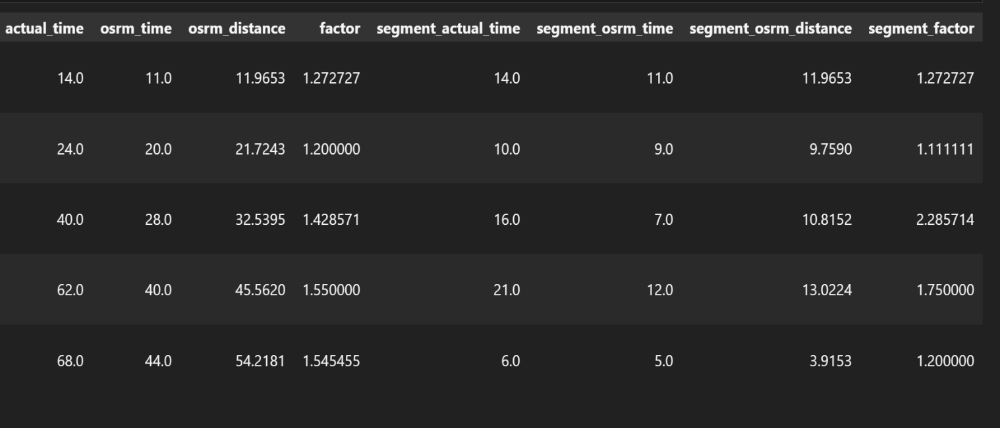 actual_time osrm_time osrm_distance factor segment_actual_time segment_osrm_time segment_osrm_distance segment_factor
14.0 11.0 11.9653 1.272727 14.0 11.0 11.9653 1.272727
24.0 20.0 21.7243 1.200000 10.0 9.0 9.7590 1.111111
40.0 28.0 32.5395 1.428571 16.0 7.0 10.8152 2.285714
62.0 40.0 45.5620 1.550000 21.0 12.0 13.0224 1.750000
68.0 44.0 54.2181 1.545455 6.0 5.0 3.9153 1.200000